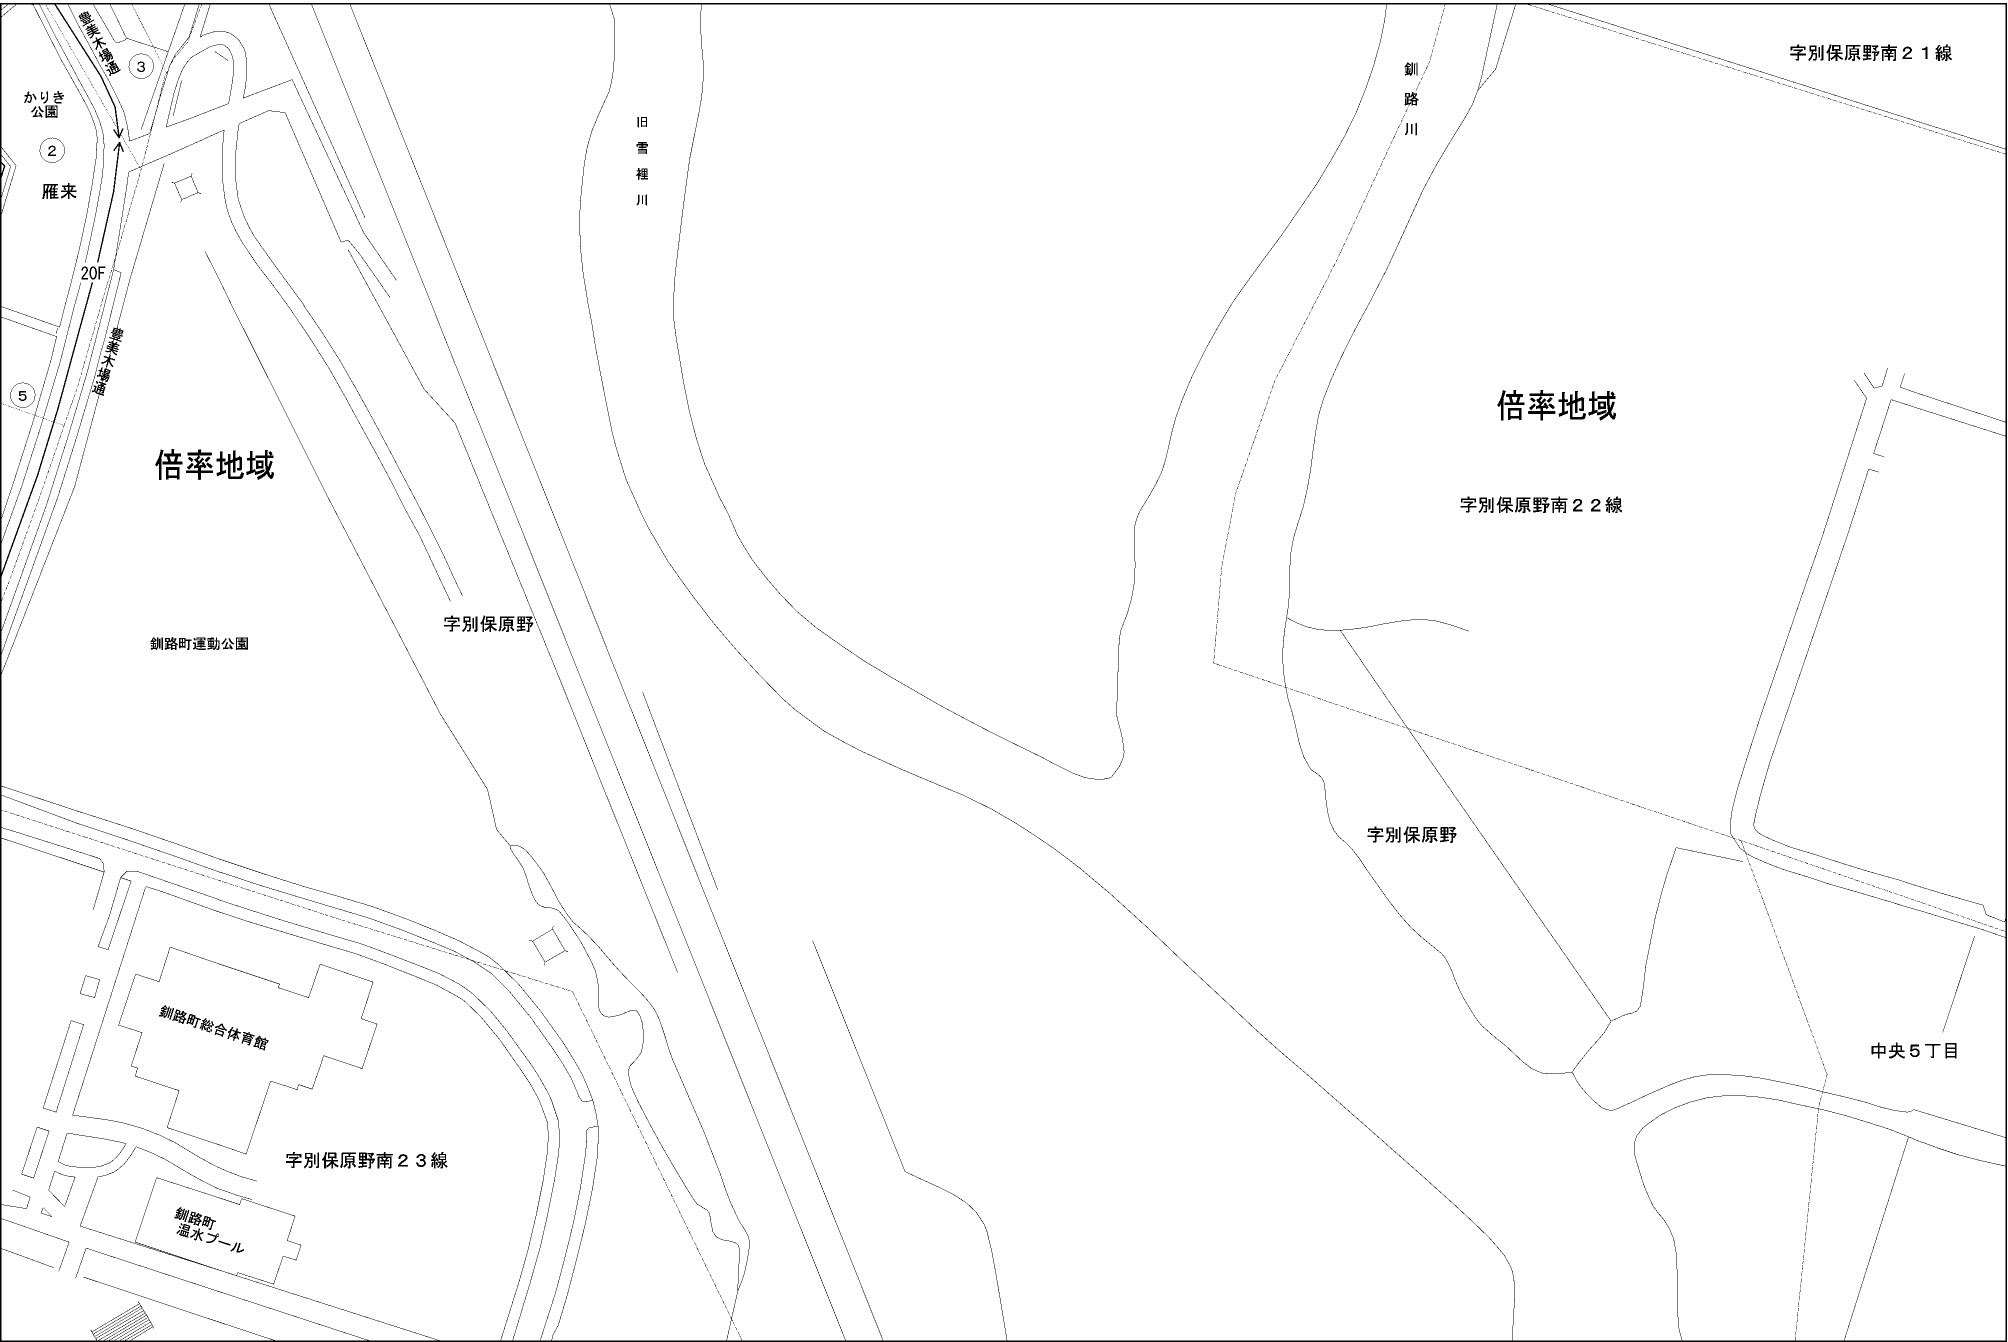 豊美木場通
3
かりき
公園
2
雁来
20F
豊美木場通
5
倍率地域
釧路町運動公園
字別保原野
旧雪裡川
釧路川
字別保原野南21線
倍率地域
字別保原野南22線
字別保原野
中央5丁目
釧路町総合体育館
字別保原野南23線
釧路町
温水プール